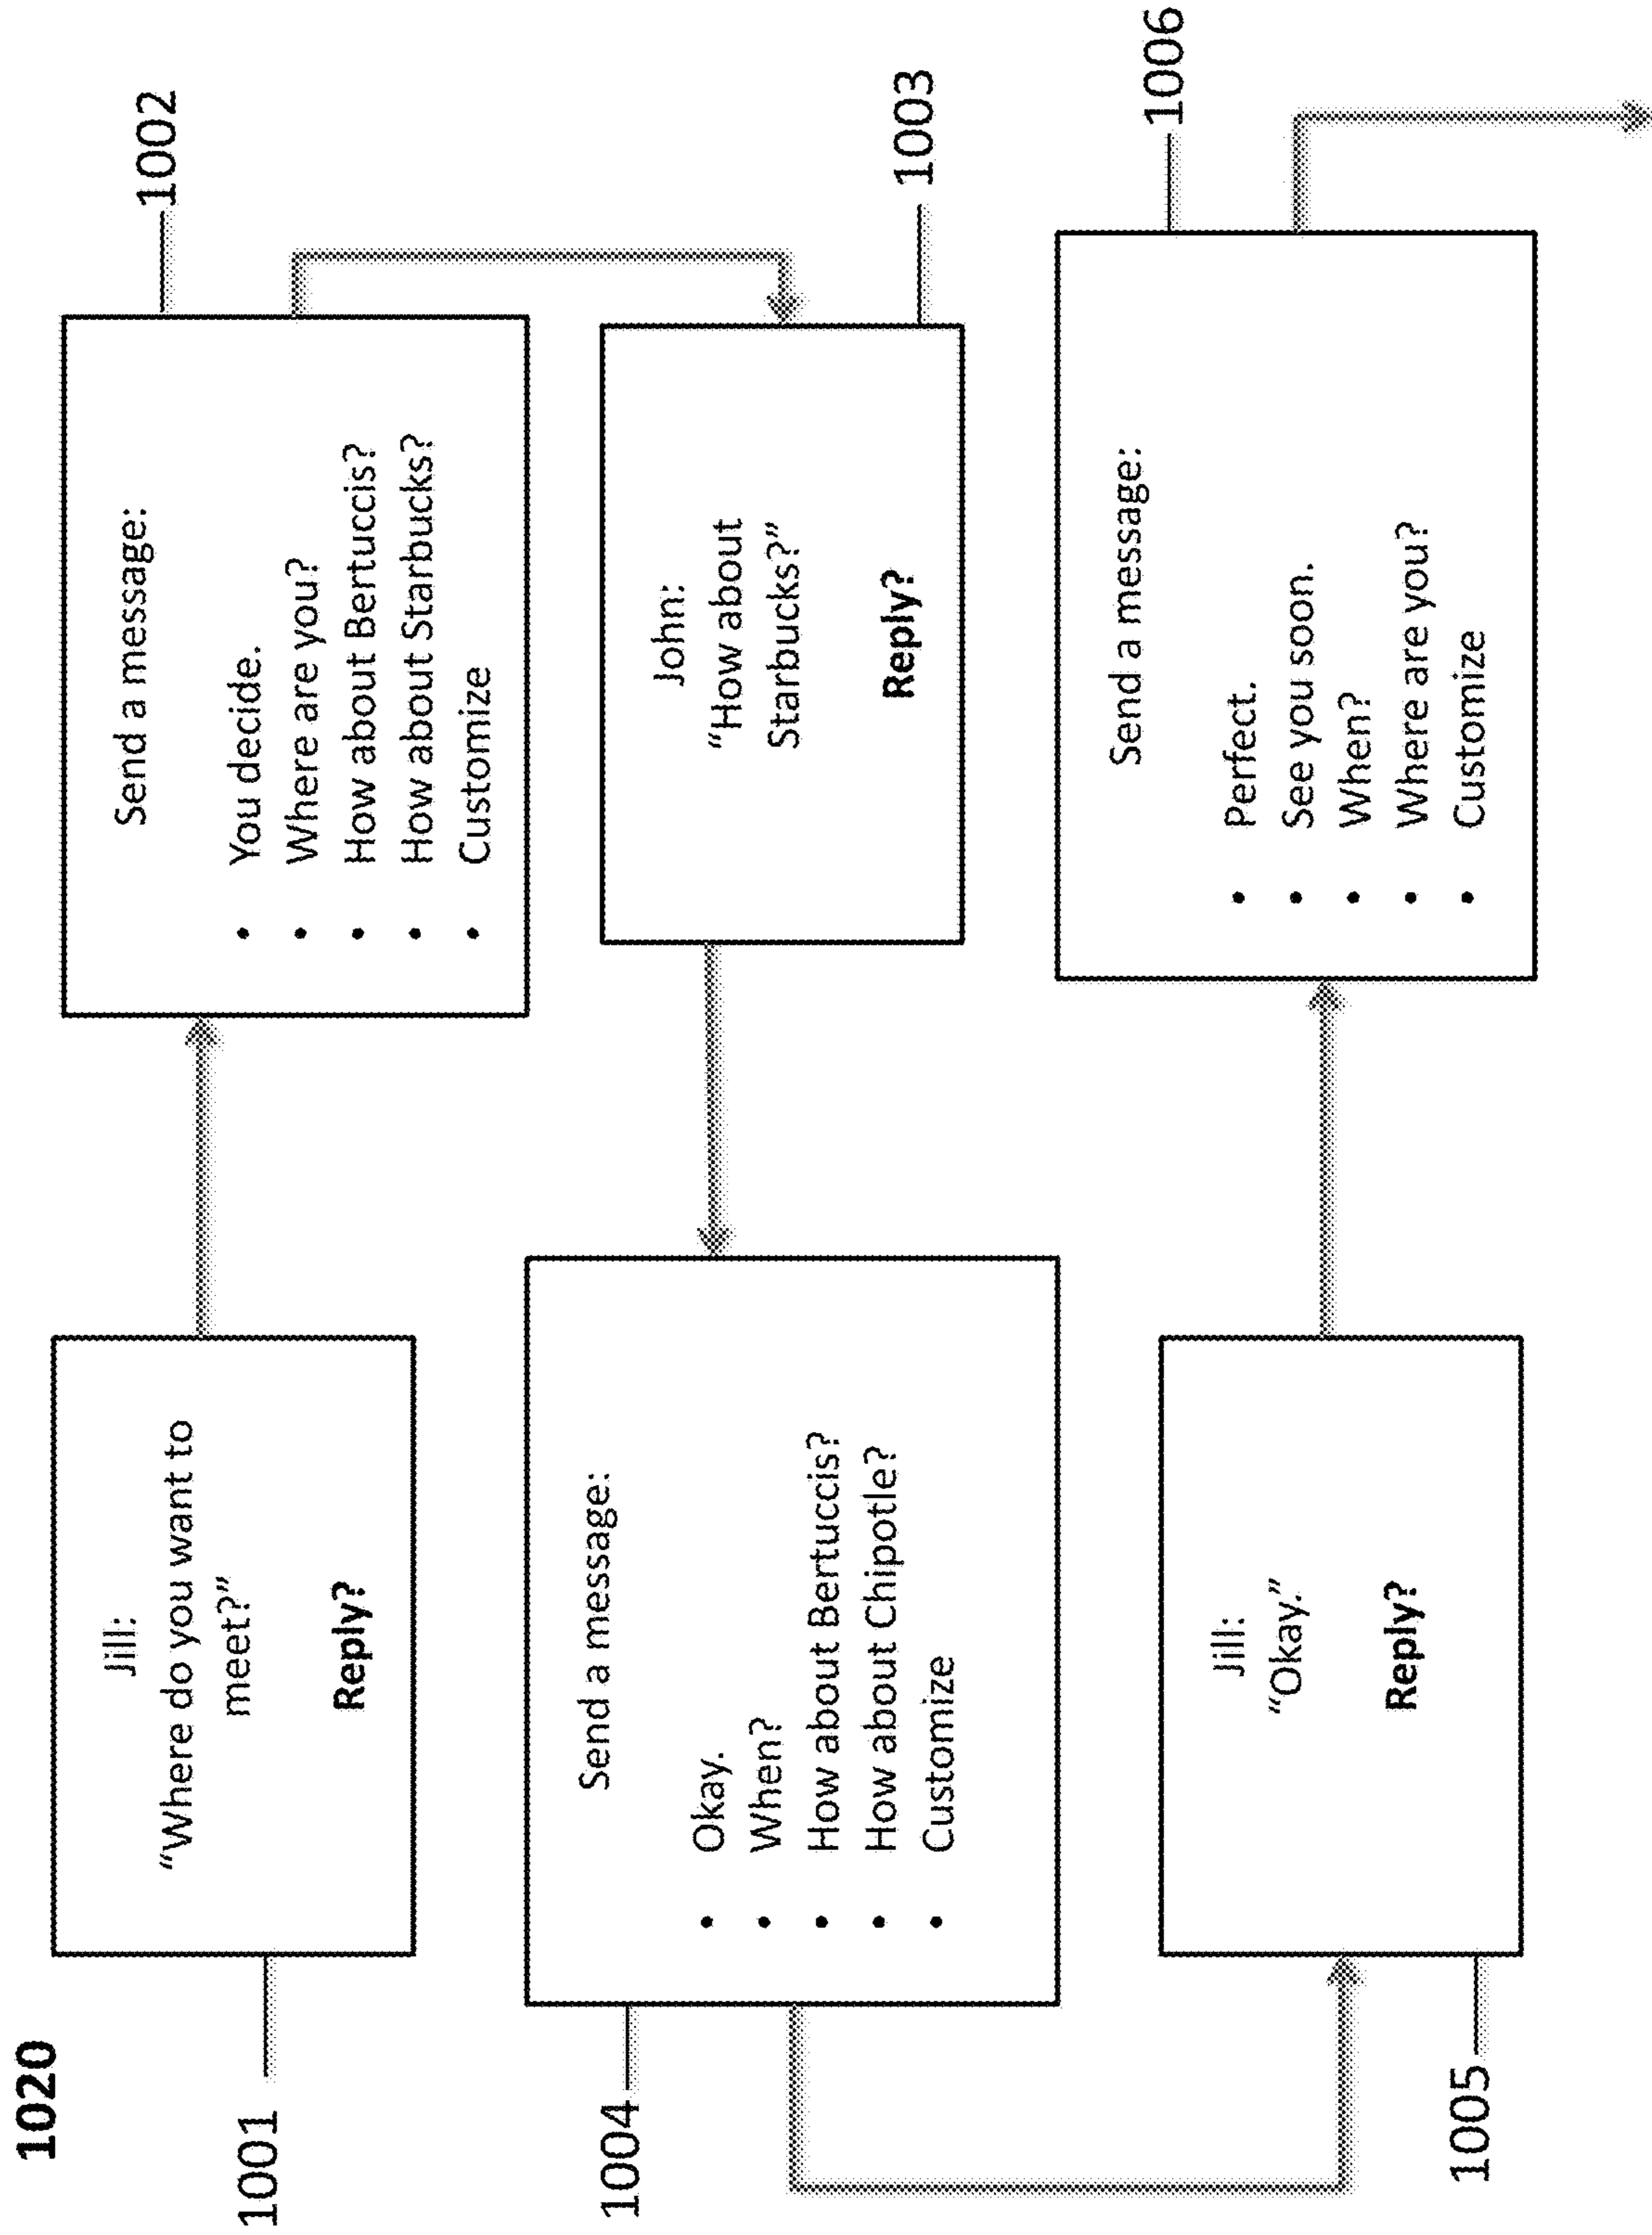 1020
1001
Jill:
“Where do you want to
meet?”
Reply?
1002
Send a message:
• You decide.
• Where are you?
• How about Bertuccis?
• How about Starbucks?
• Customize
1003
John:
“How about
Starbucks?”
Reply?
1004
Send a message:
• Okay.
• When?
• How about Bertuccis?
• How about Chipotle?
• Customize
1005
Jill:
“Okay.”
Reply?
1006
Send a message:
• Perfect.
• See you soon.
• When?
• Where are you?
• Customize